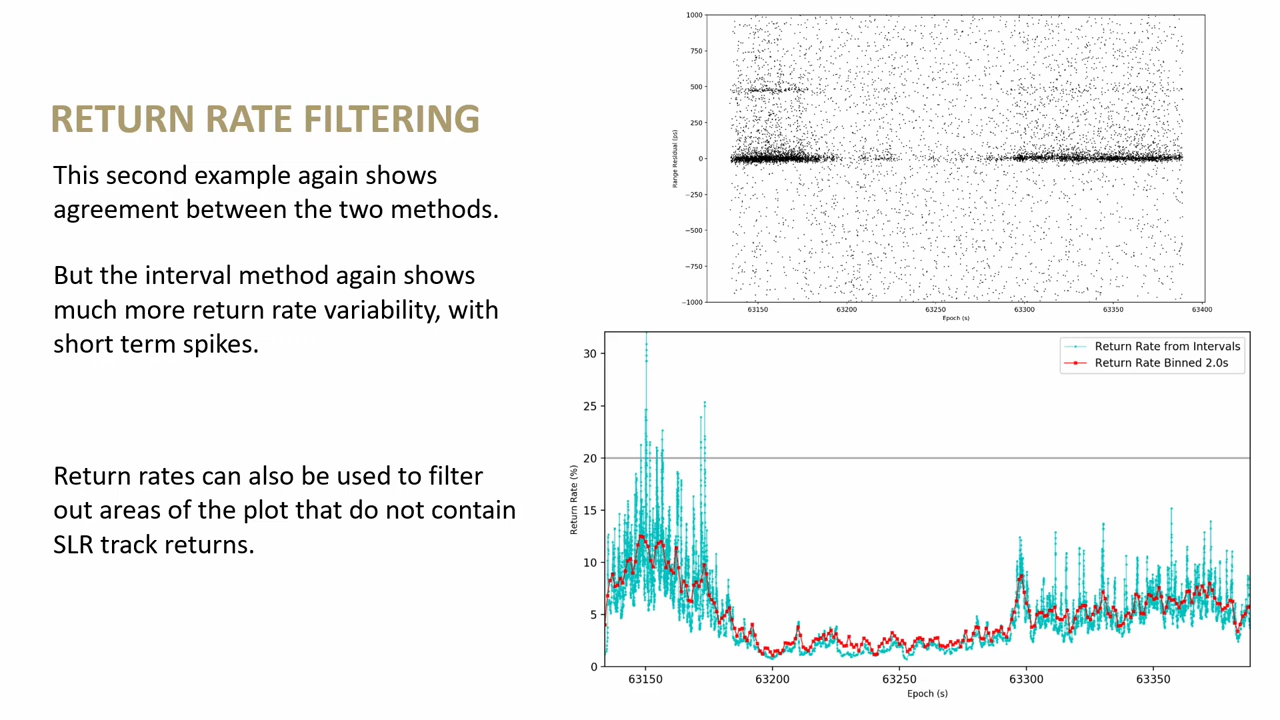 RETURN RATE FILTERING
This second example again shows
agreement between the two methods.
But the interval method again shows
much more return rate variability, with
short term spikes.
Return rates can also be used to filter
out areas of the plot that do not contain
SLR track returns.
1000
750
500
250
0
−250
−500
−750
−1000
Range Residual (ps)
63150 63200 63250 63300 63350 63400
Epoch (s)
Return Rate from Intervals
Return Rate Binned 2.0s
30
25
20
15
10
5
0
Return Rate (%)
63150 63200 63250 63300 63350
Epoch (s)